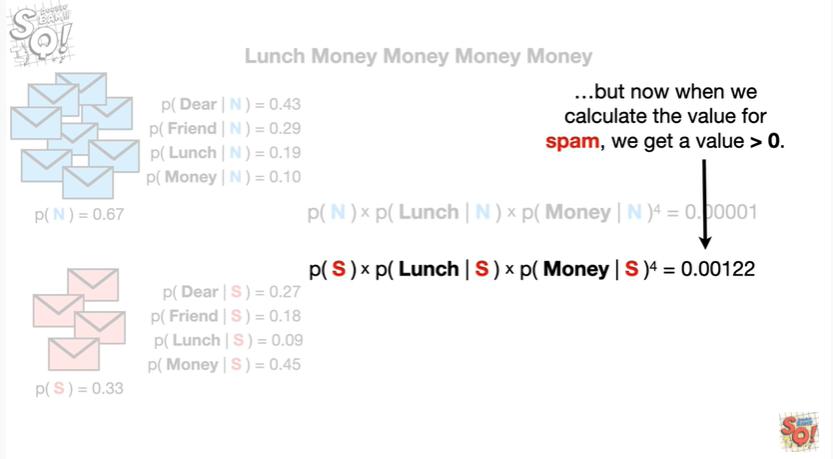 STAT SQUATCH
Lunch Money Money Money Money
…but now when we
calculate the value for
spam, we get a value > 0.
p( Dear | N ) = 0.43
p( Friend | N ) = 0.29
p( Lunch | N ) = 0.19
p( Money | N ) = 0.10
p( N ) = 0.67
p( N ) × p( Lunch | N ) × p( Money | N )⁴ = 0.00001
p( S ) × p( Lunch | S ) × p( Money | S )⁴ = 0.00122
p( Dear | S ) = 0.27
p( Friend | S ) = 0.18
p( Lunch | S ) = 0.09
p( Money | S ) = 0.45
p( S ) = 0.33